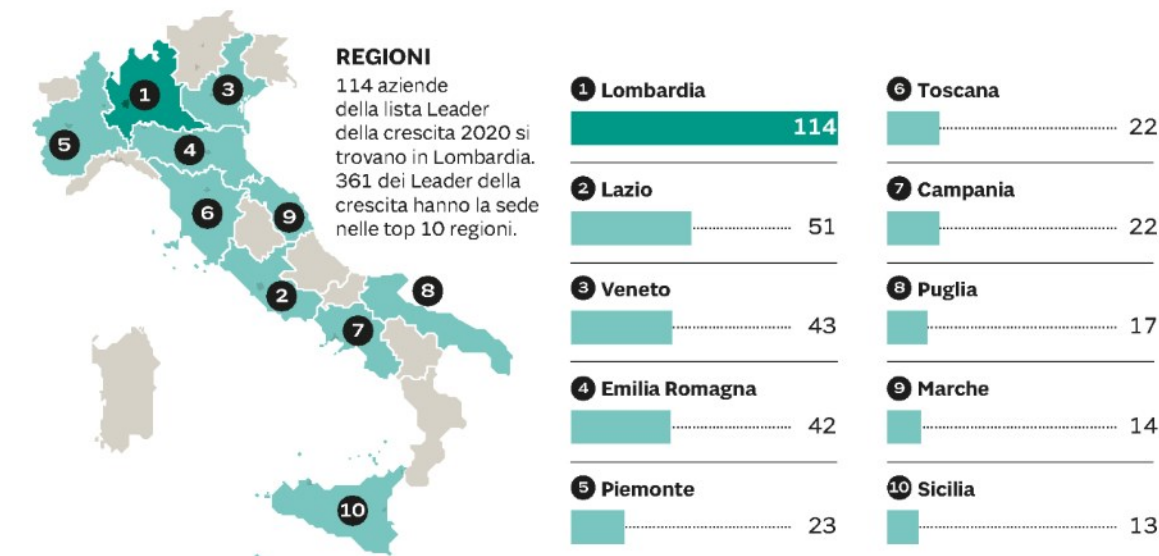 REGIONI
114 aziende
della lista Leader
della crescita 2020 si
trovano in Lombardia.
361 dei Leader della
crescita hanno la sede
nelle top 10 regioni.
1
2
3
4
5
6
7
8
9
10
1 Lombardia
114
2 Lazio
51
3 Veneto
43
4 Emilia Romagna
42
5 Piemonte
23
6 Toscana
22
7 Campania
22
8 Puglia
17
9 Marche
14
10 Sicilia
13